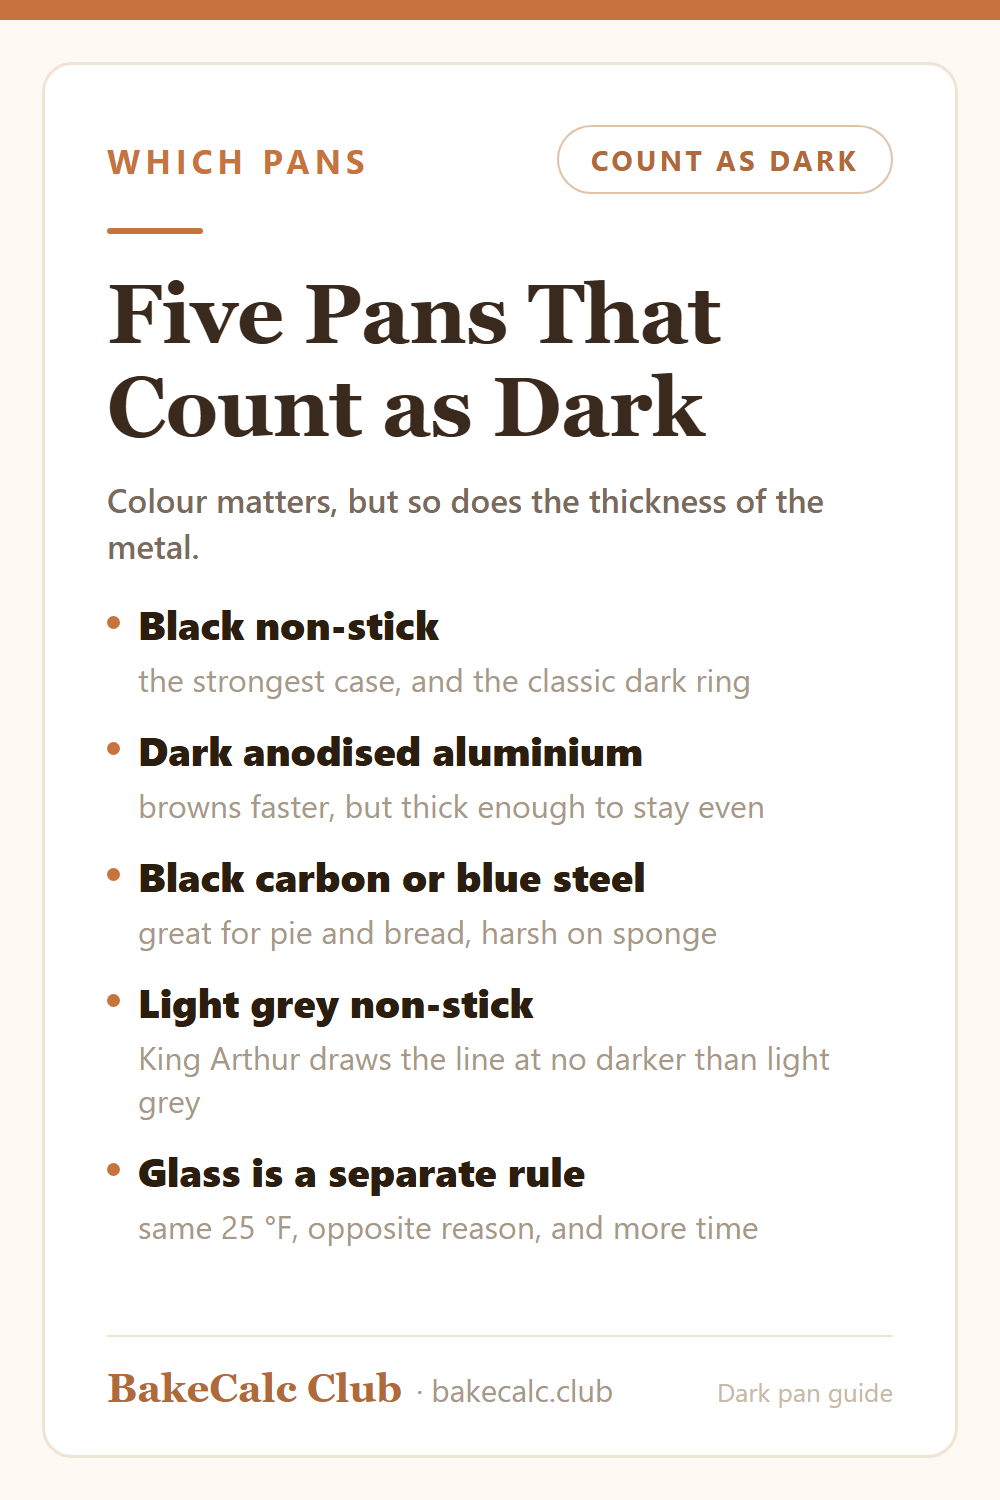 WHICH PANS
COUNT AS DARK
Five Pans That
Count as Dark
Colour matters, but so does the thickness of the
metal.
Black non-stick
the strongest case, and the classic dark ring
Dark anodised aluminium
browns faster, but thick enough to stay even
Black carbon or blue steel
great for pie and bread, harsh on sponge
Light grey non-stick
King Arthur draws the line at no darker than light
grey
Glass is a separate rule
same 25 °F, opposite reason, and more time
BakeCalc Club · bakecalc.club
Dark pan guide